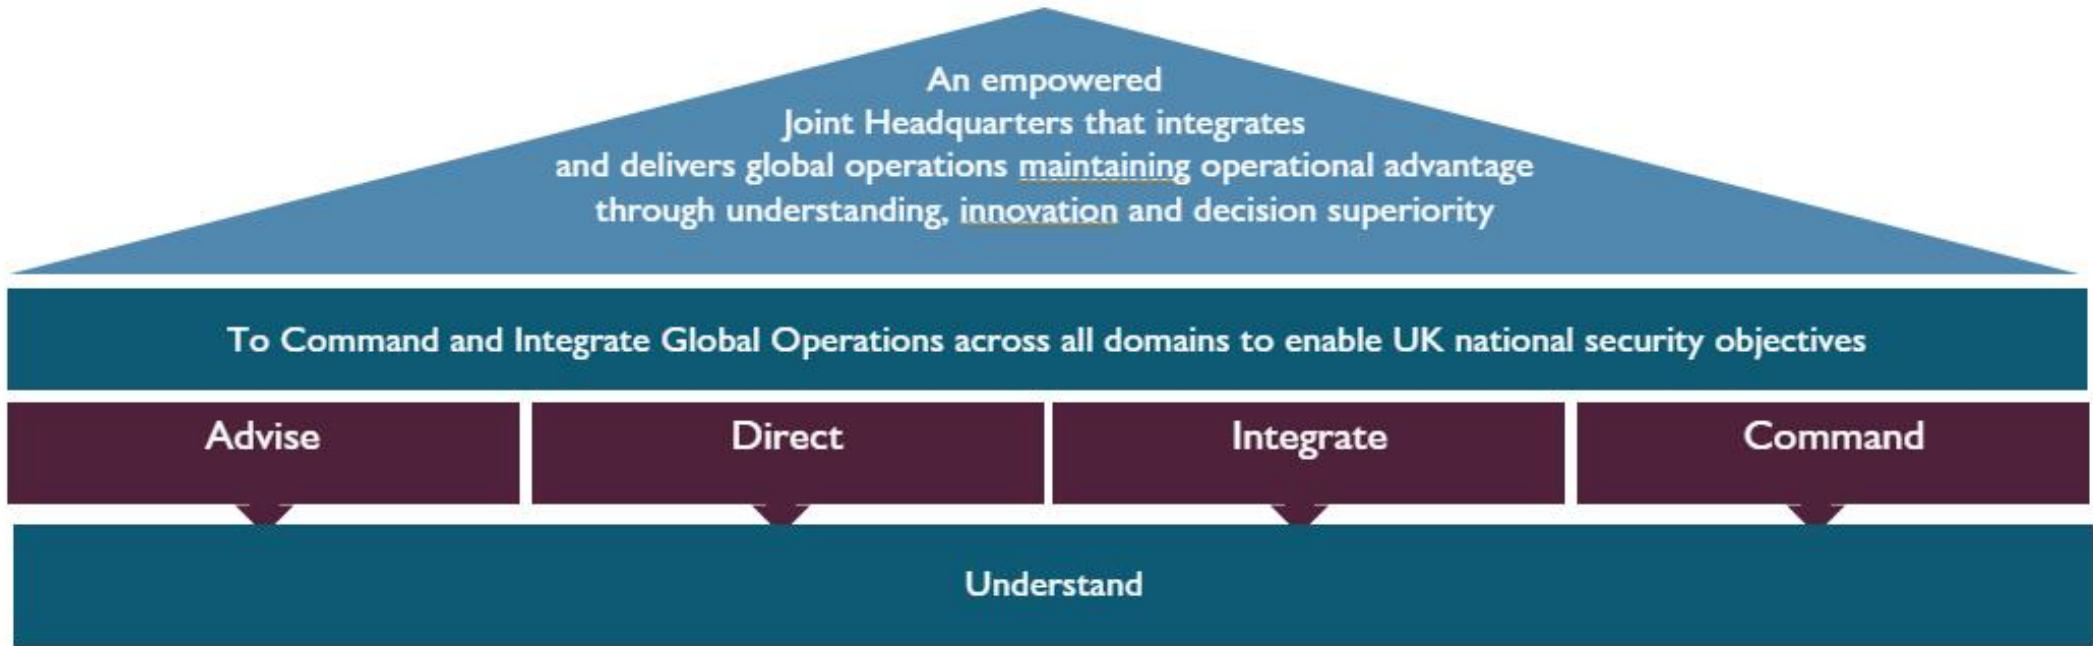 An empowered
Joint Headquarters that integrates
and delivers global operations maintaining operational advantage
through understanding, innovation and decision superiority
To Command and Integrate Global Operations across all domains to enable UK national security objectives
Advise
Direct
Integrate
Command
Understand